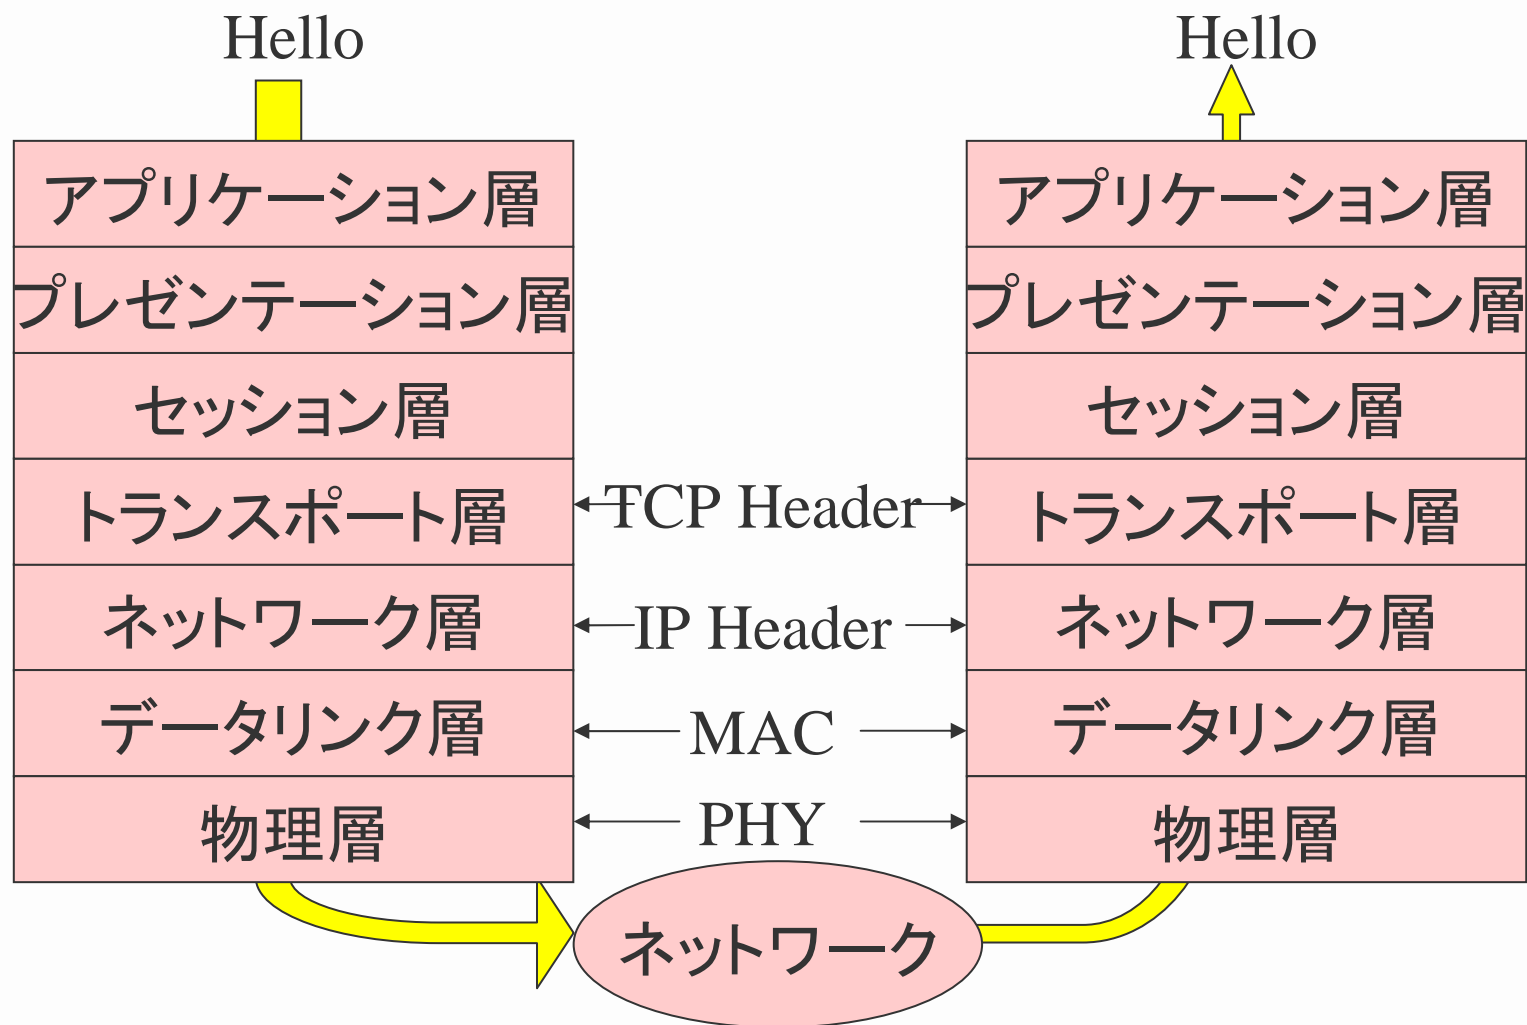 Hello
アプリケーション層
プレゼンテーション層
セッション層
トランスポート層
ネットワーク層
データリンク層
物理層
TCP Header
IP Header
MAC
PHY
ネットワーク
Hello
アプリケーション層
プレゼンテーション層
セッション層
トランスポート層
ネットワーク層
データリンク層
物理層